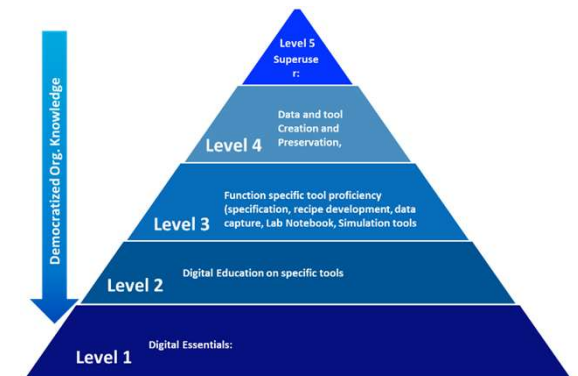 Democratized Org. Knowledge
Level 5
Superuse
r:
Level 4
Data and tool
Creation and
Preservation,
Level 3
Function specific tool proficiency
(specification, recipe development, data
capture, Lab Notebook, Simulation tools
Level 2
Digital Education on specific tools
Level 1
Digital Essentials: